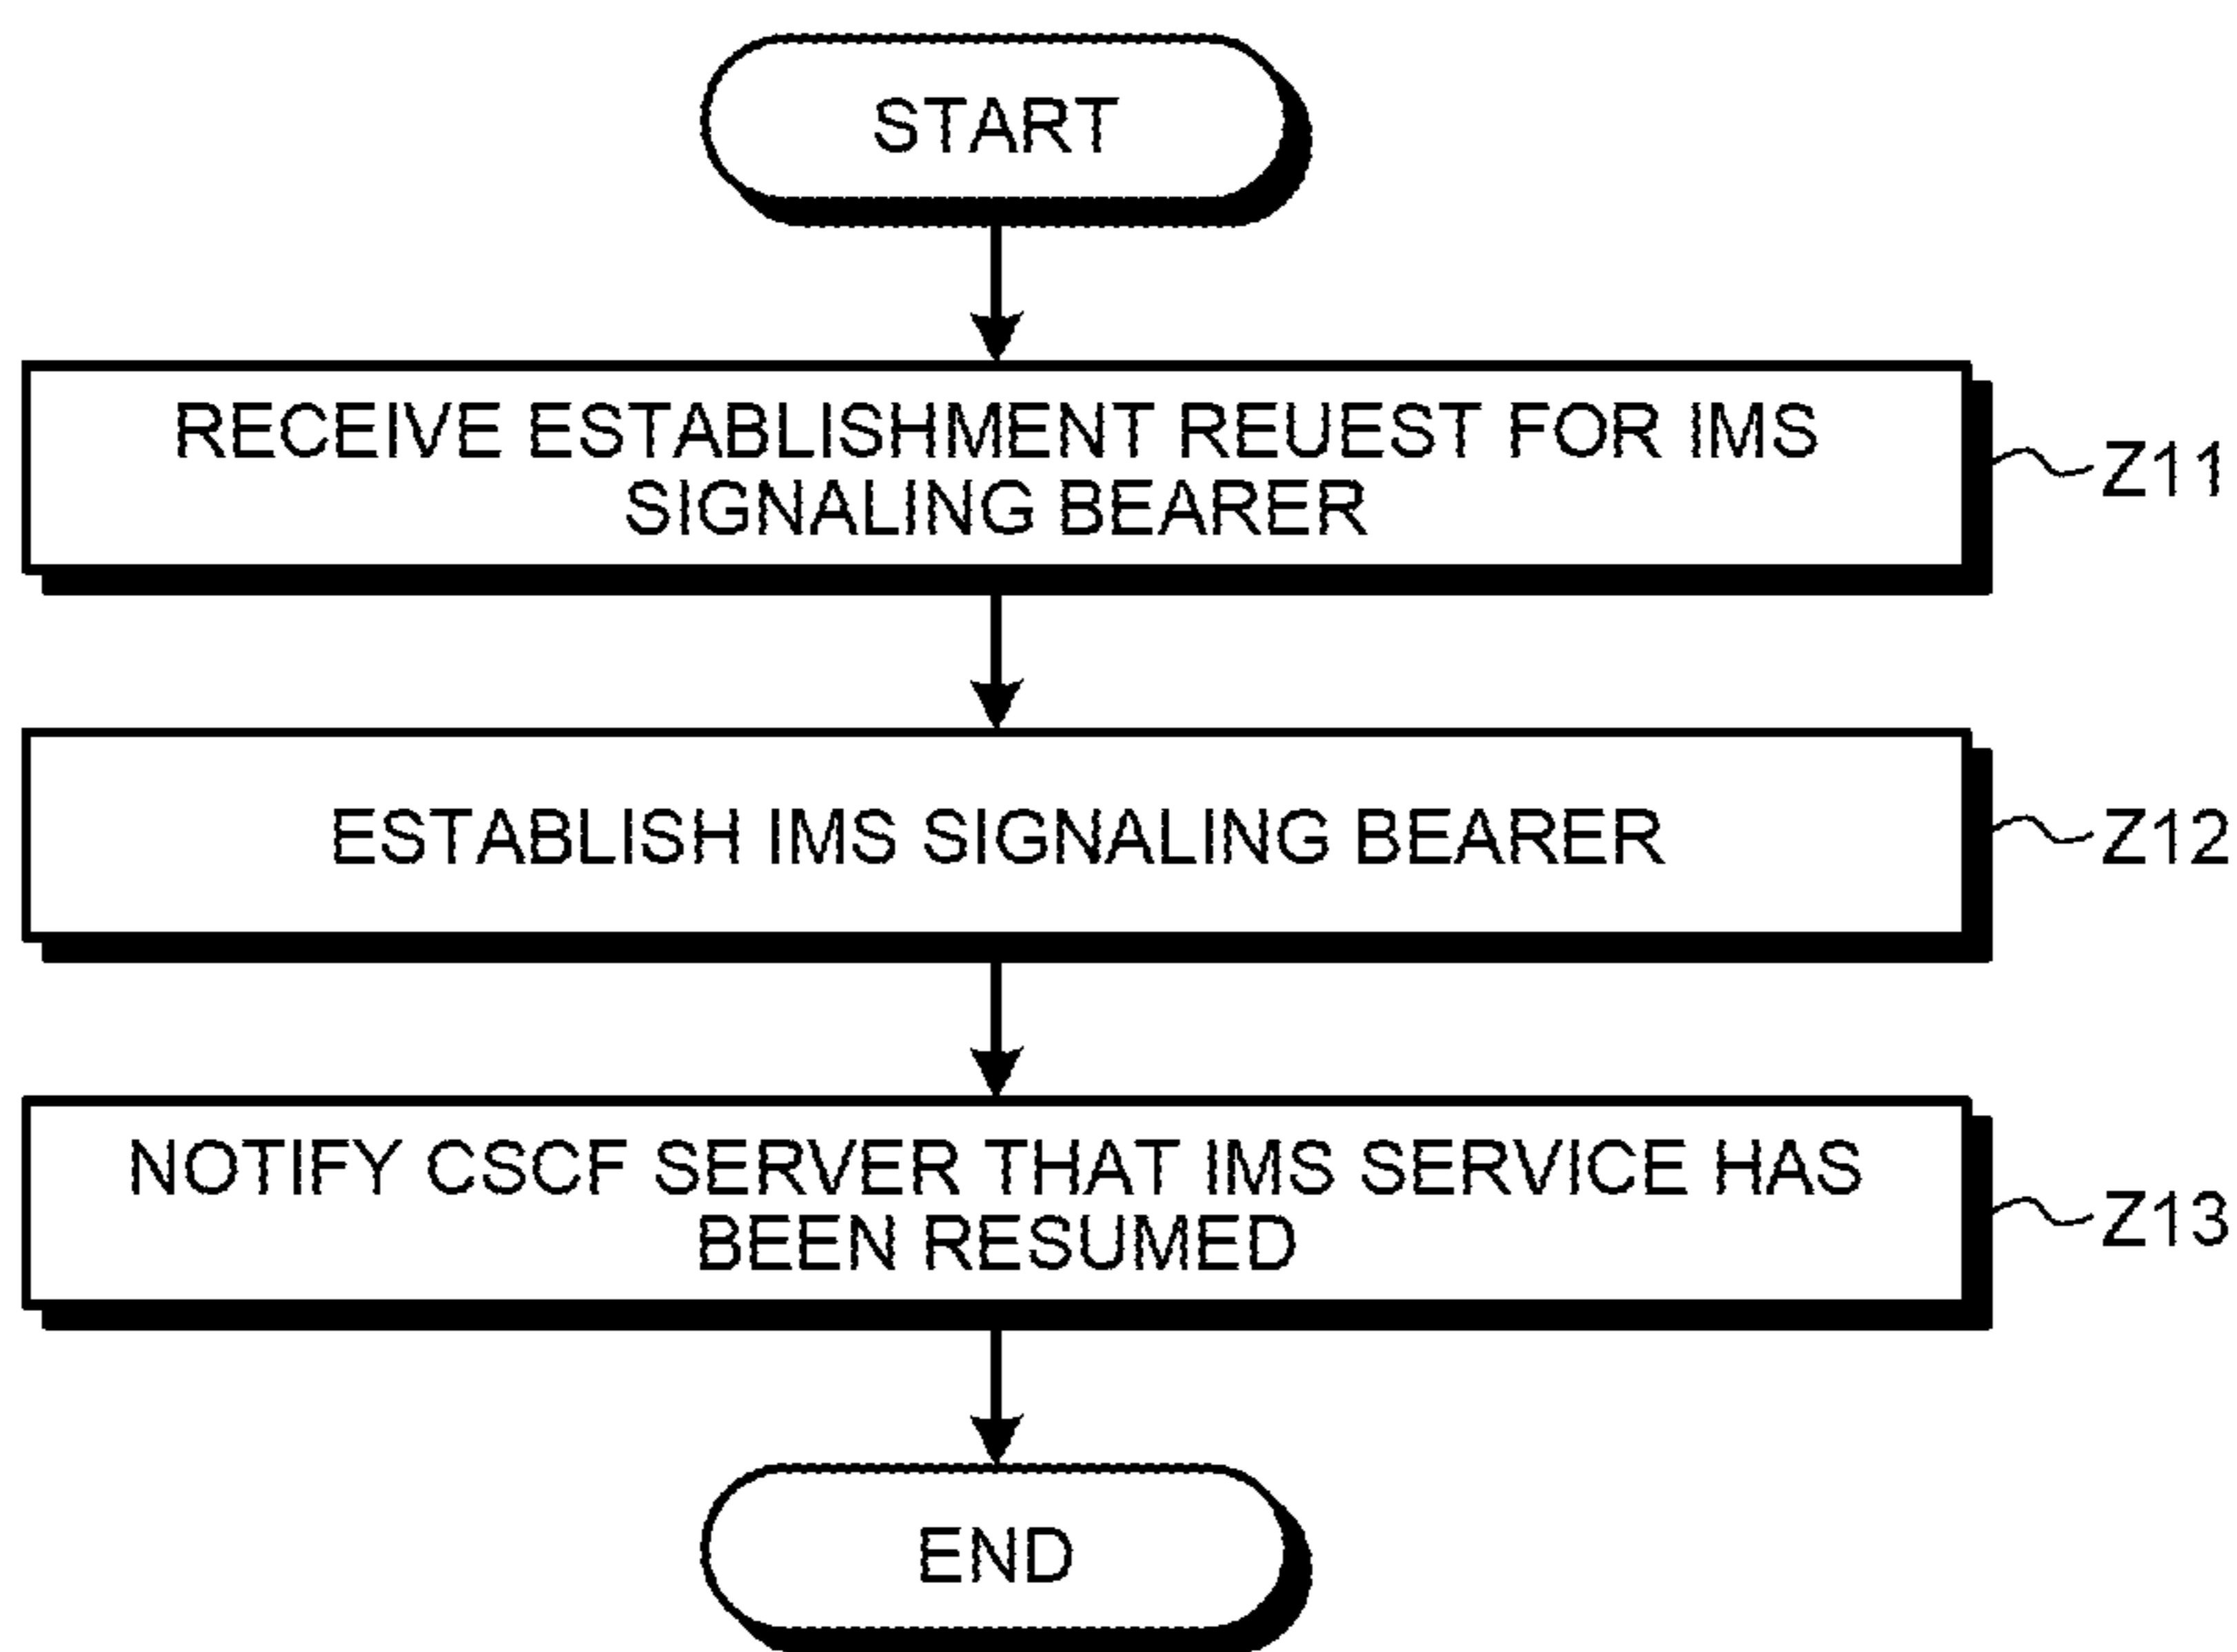 START
RECEIVE ESTABLISHMENT REUEST FOR IMS
SIGNALING BEARER
Z11
ESTABLISH IMS SIGNALING BEARER
Z12
NOTIFY CSCF SERVER THAT IMS SERVICE HAS
BEEN RESUMED
Z13
END